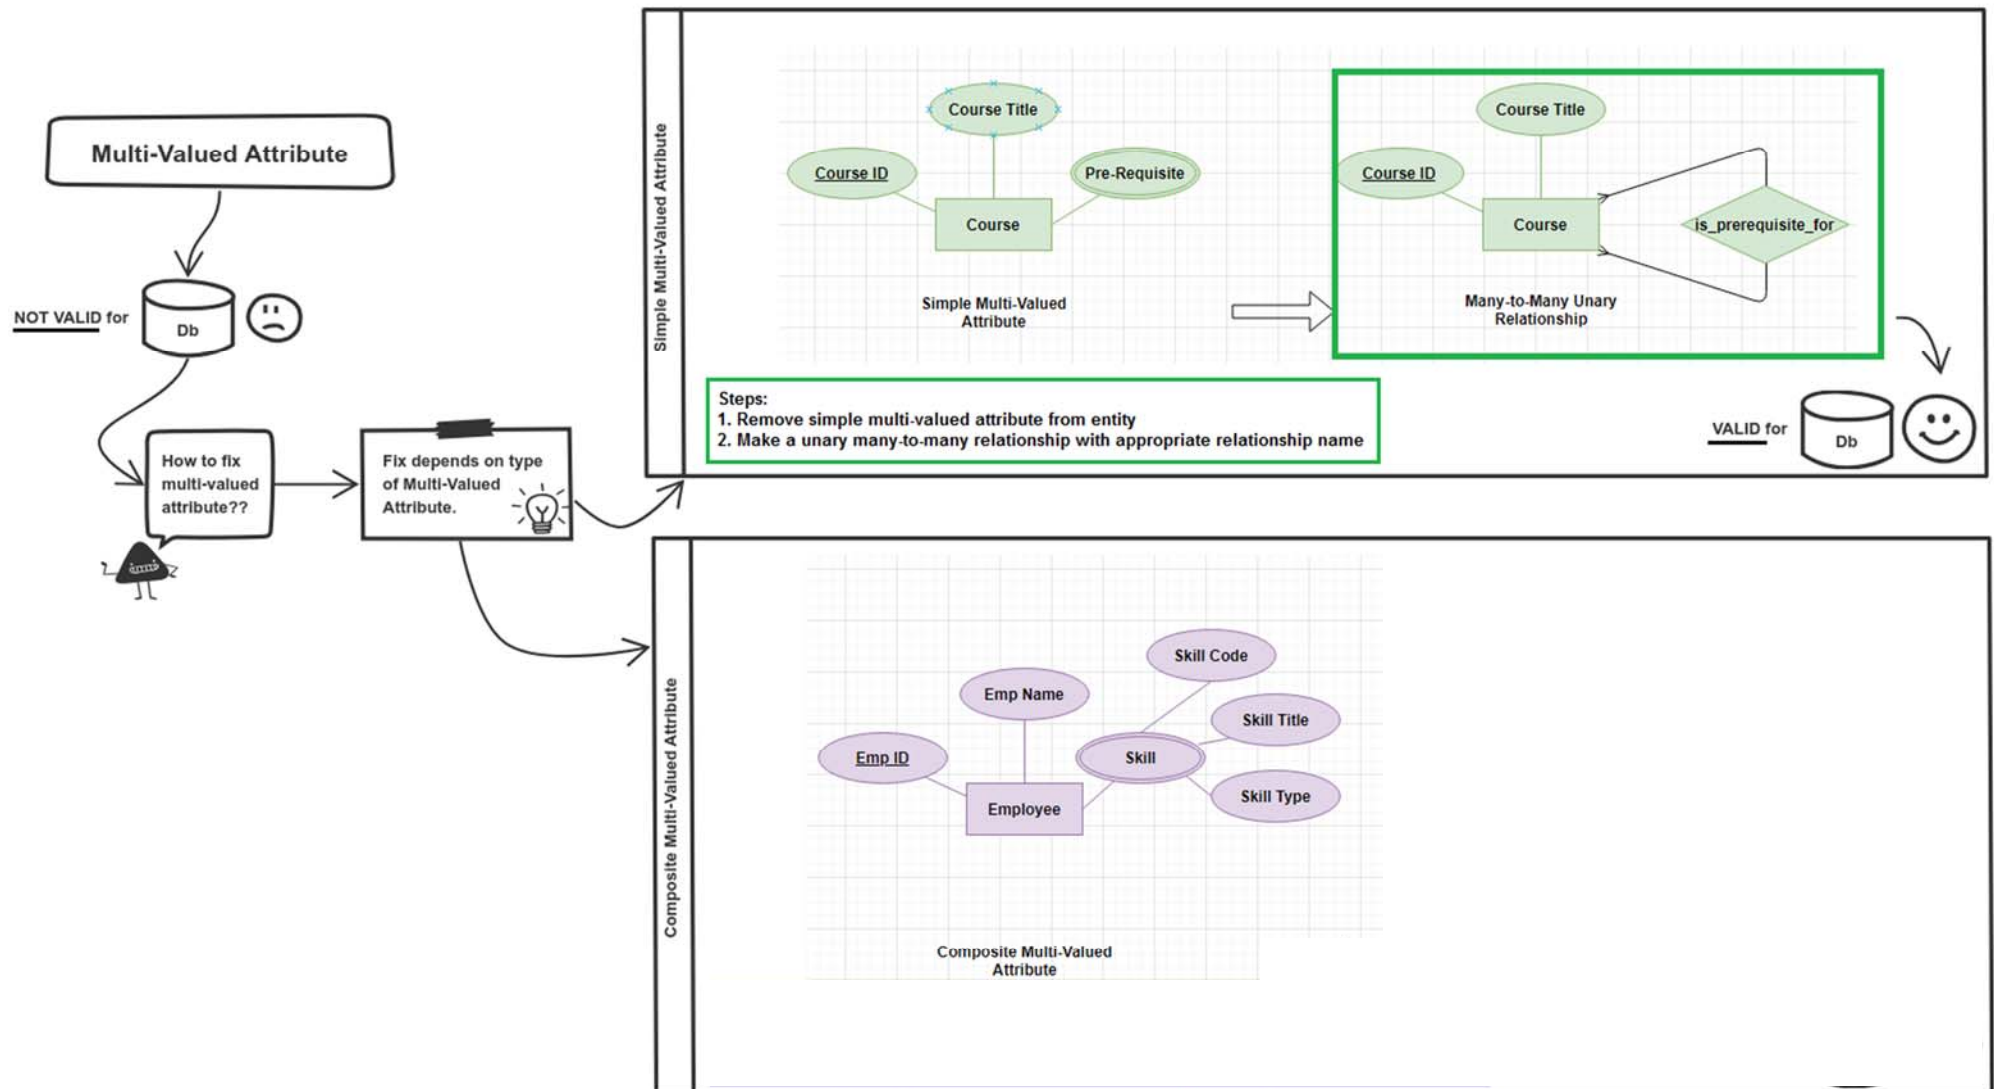 Multi-Valued Attribute
NOT VALID for
Db
How to fix
multi-valued
attribute??
Fix depends on type
of Multi-Valued
Attribute.
Simple Multi-Valued Attribute
Course Title
Course ID
Pre-Requisite
Course
Simple Multi-Valued
Attribute
Course Title
Course ID
Course
is_prerequisite_for
Many-to-Many Unary
Relationship
Steps:
1. Remove simple multi-valued attribute from entity
2. Make a unary many-to-many relationship with appropriate relationship name
VALID for
Db
Composite Multi-Valued Attribute
Skill Code
Emp Name
Skill Title
Emp ID
Skill
Skill Type
Employee
Composite Multi-Valued
Attribute